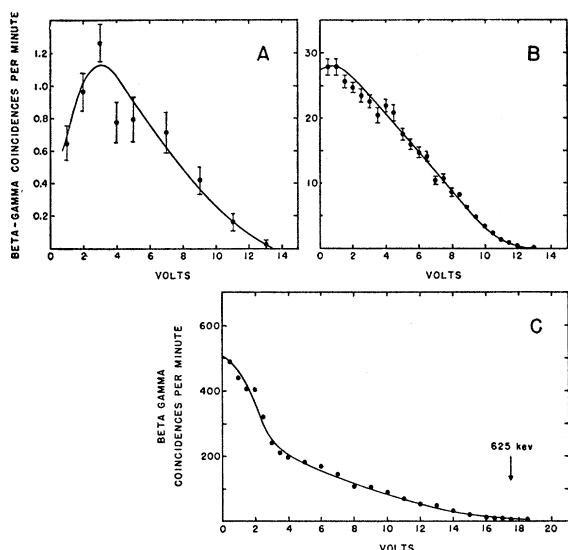 A
BETA-GAMMA COINCIDENCES PER MINUTE
1.2
1.0
0.8
0.6
0.4
0.2
0 2 4 6 8 10 12 14
VOLTS
B
30
20
10
0 2 4 6 8 10 12 14
VOLTS
C
BETA GAMMA
COINCIDENCES PER MINUTE
600
400
200
625 kev
0 2 4 6 8 10 12 14 16 18 20
VOLTS